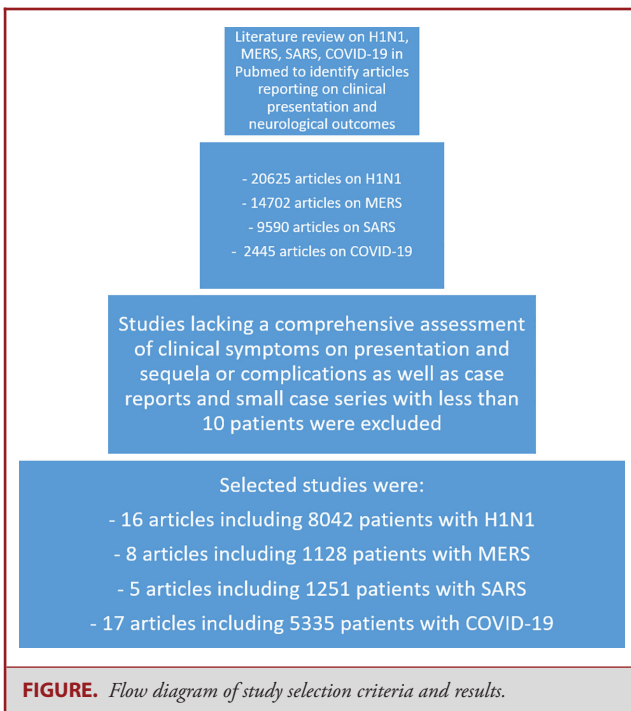 Literature review on H1N1,
MERS, SARS, COVID-19 in
Pubmed to identify articles
reporting on clinical
presentation and
neurological outcomes
- 20625 articles on H1N1
- 14702 articles on MERS
- 9590 articles on SARS
- 2445 articles on COVID-19
Studies lacking a comprehensive assessment
of clinical symptoms on presentation and
sequela or complications as well as case
reports and small case series with less than
10 patients were excluded
Selected studies were:
- 16 articles including 8042 patients with H1N1
- 8 articles including 1128 patients with MERS
- 5 articles including 1251 patients with SARS
- 17 articles including 5335 patients with COVID-19
FIGURE. Flow diagram of study selection criteria and results.